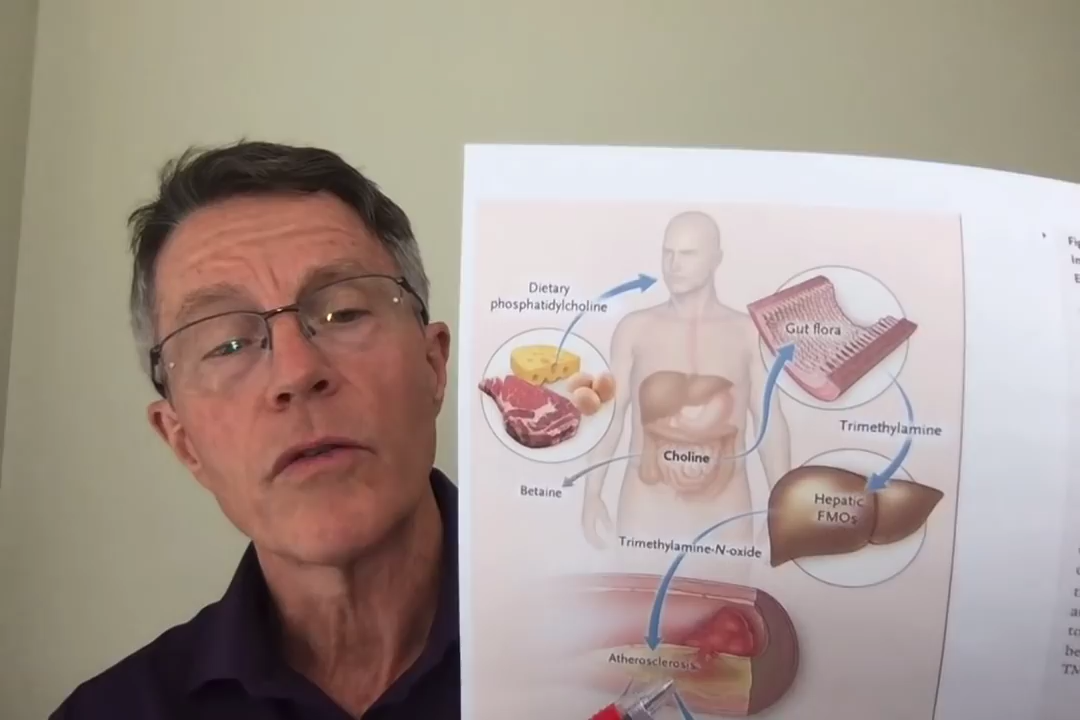 Dietary
phosphatidylcholine
Gut flora
Trimethylamine
Choline
Betaine
Hepatic
FMOs
Trimethylamine-N-oxide
Atherosclerosis